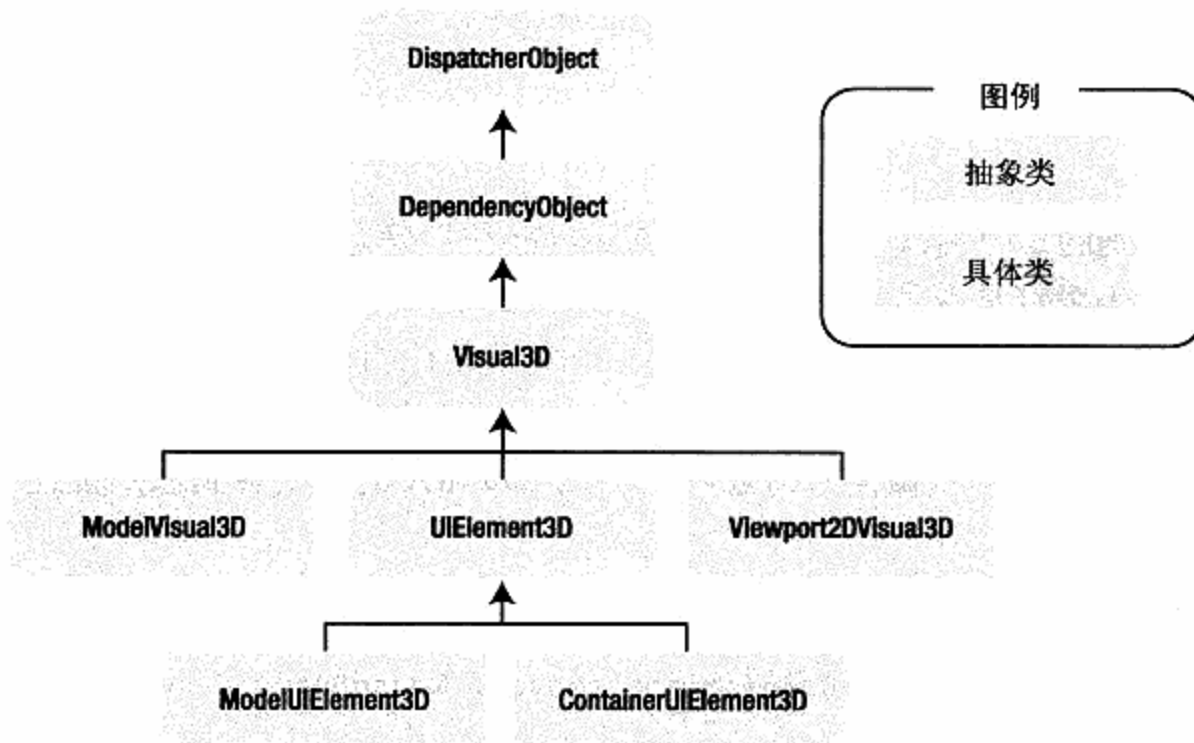 DispatcherObject
图例
抽象类
DependencyObject
具体类
Visual3D
ModelVisual3D
UIElement3D
Viewport2DVisual3D
ModelUIElement3D
ContainerUIElement3D